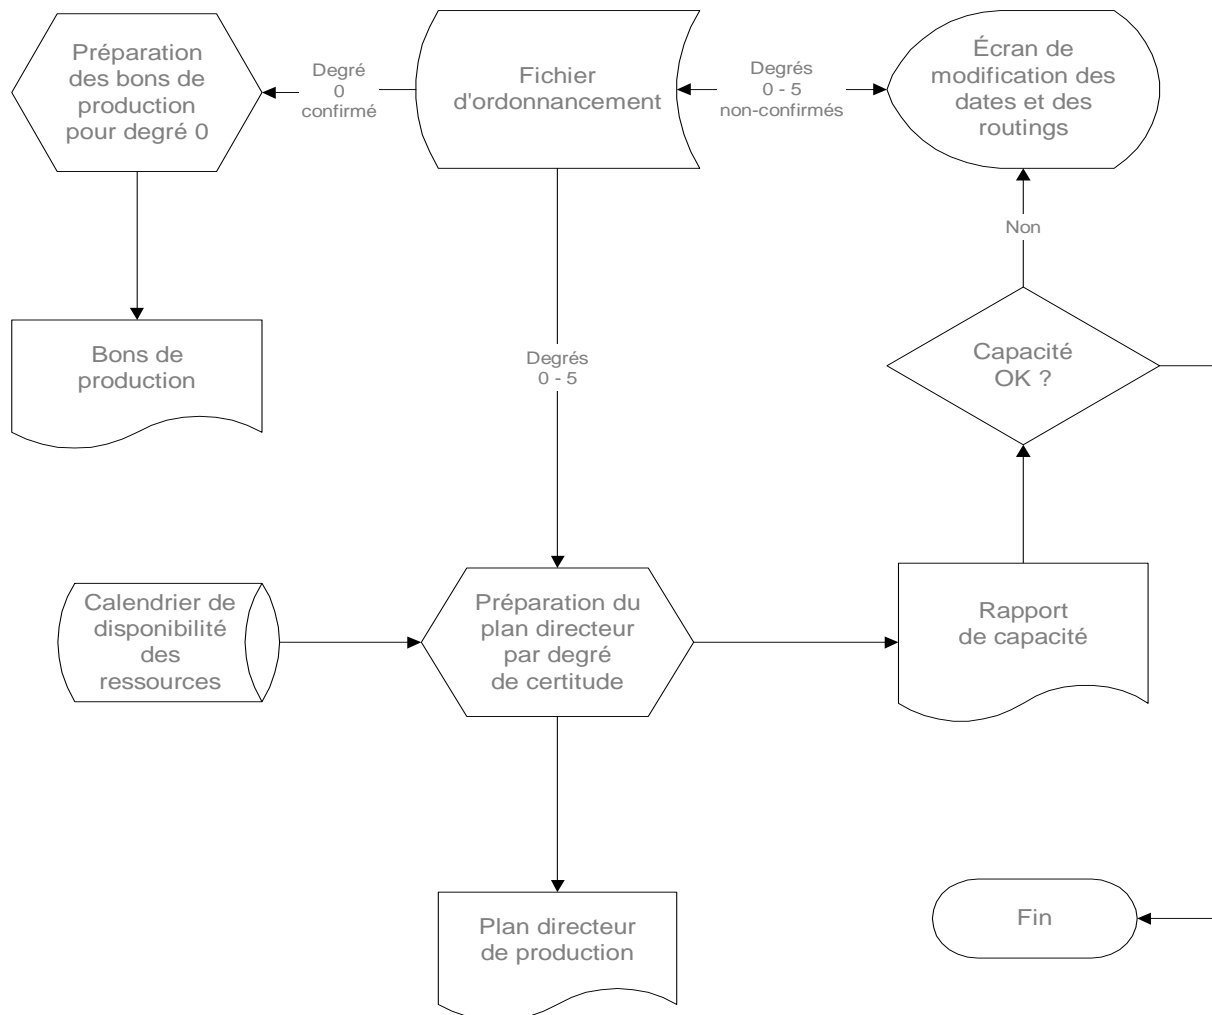 Préparation
des bons de
production
pour degré 0
Degré
0
confirmé
Fichier
d'ordonnancement
Degrés
0 - 5
non-confirmés
Écran de
modification des
dates et des
routings
Non
Bons de
production
Degrés
0 - 5
Capacité
OK ?
Calendrier de
disponibilité
des
ressources
Préparation du
plan directeur
par degré
de certitude
Rapport
de capacité
Plan directeur
de production
Fin